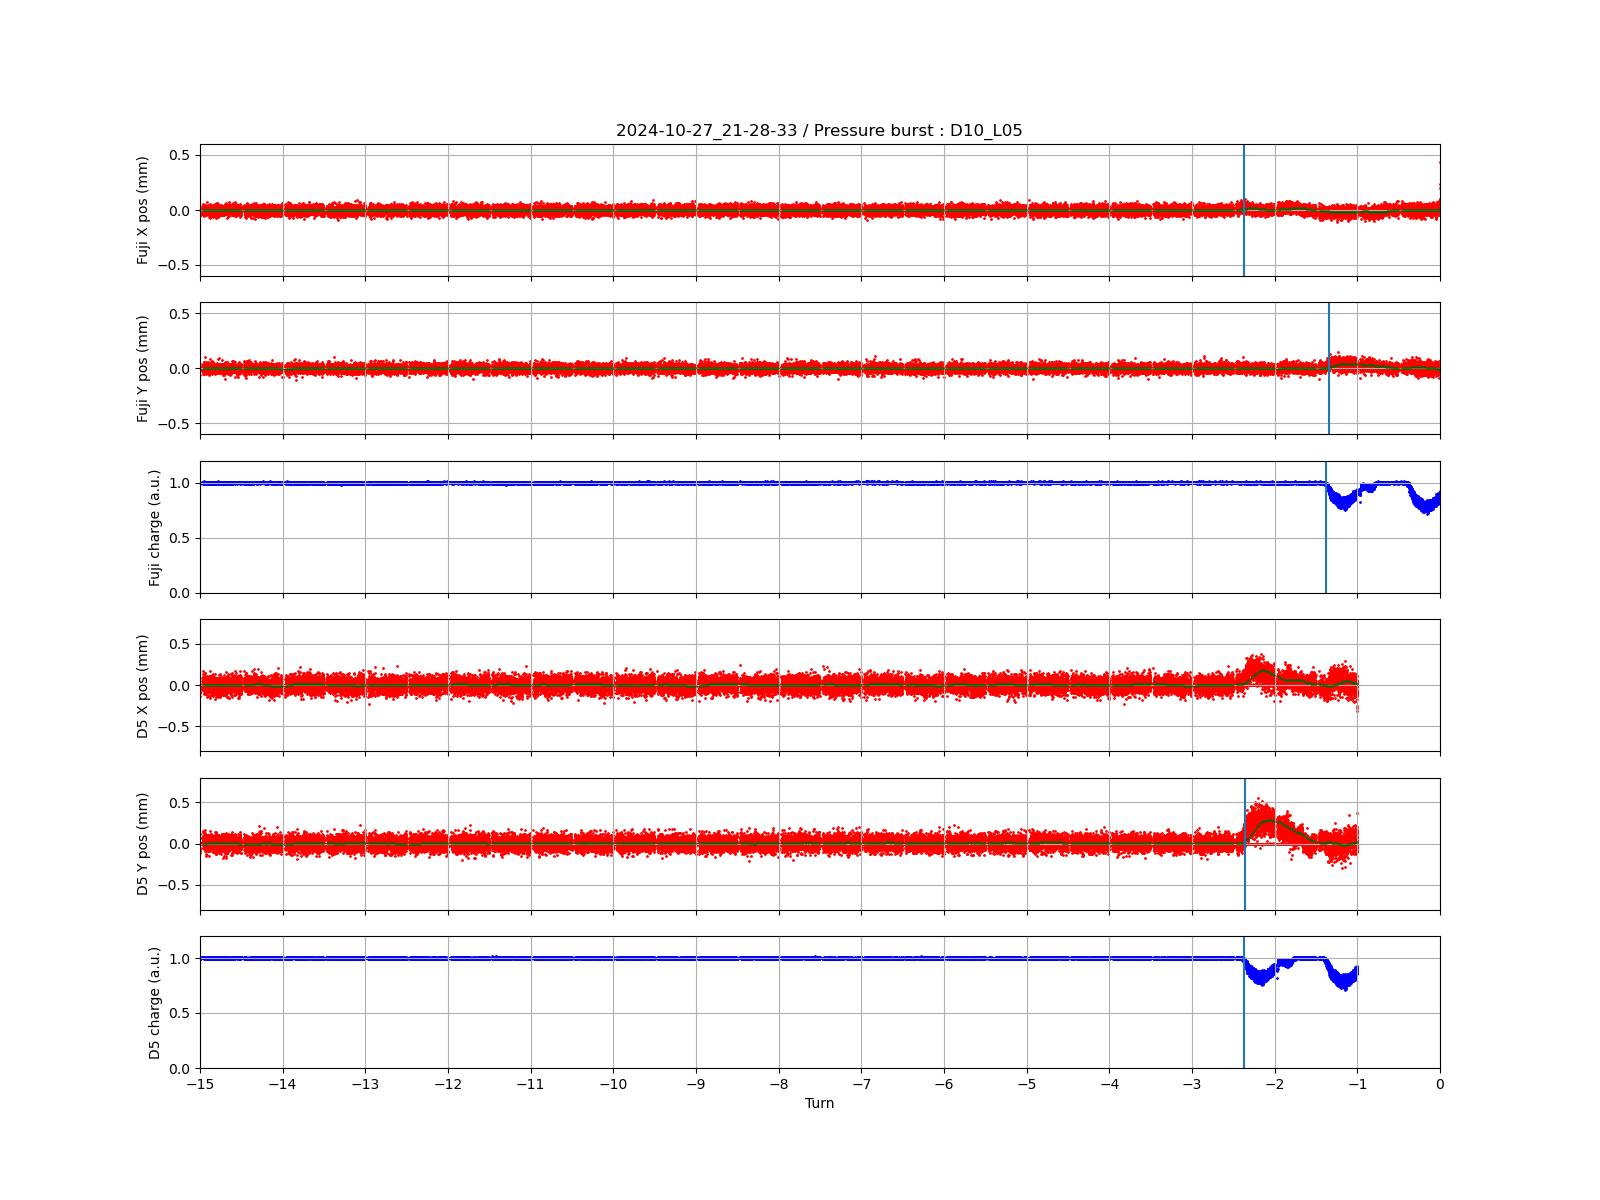 2024-10-27_21-28-33 / Pressure burst : D10_L05
Fuji X pos (mm)
0.5
0.0
−0.5
Fuji Y pos (mm)
0.5
0.0
−0.5
Fuji charge (a.u.)
1.0
0.5
0.0
D5 X pos (mm)
0.5
0.0
−0.5
D5 Y pos (mm)
0.5
0.0
−0.5
D5 charge (a.u.)
1.0
0.5
0.0
−15 −14 −13 −12 −11 −10 −9 −8 −7 −6 −5 −4 −3 −2 −1 0
Turn